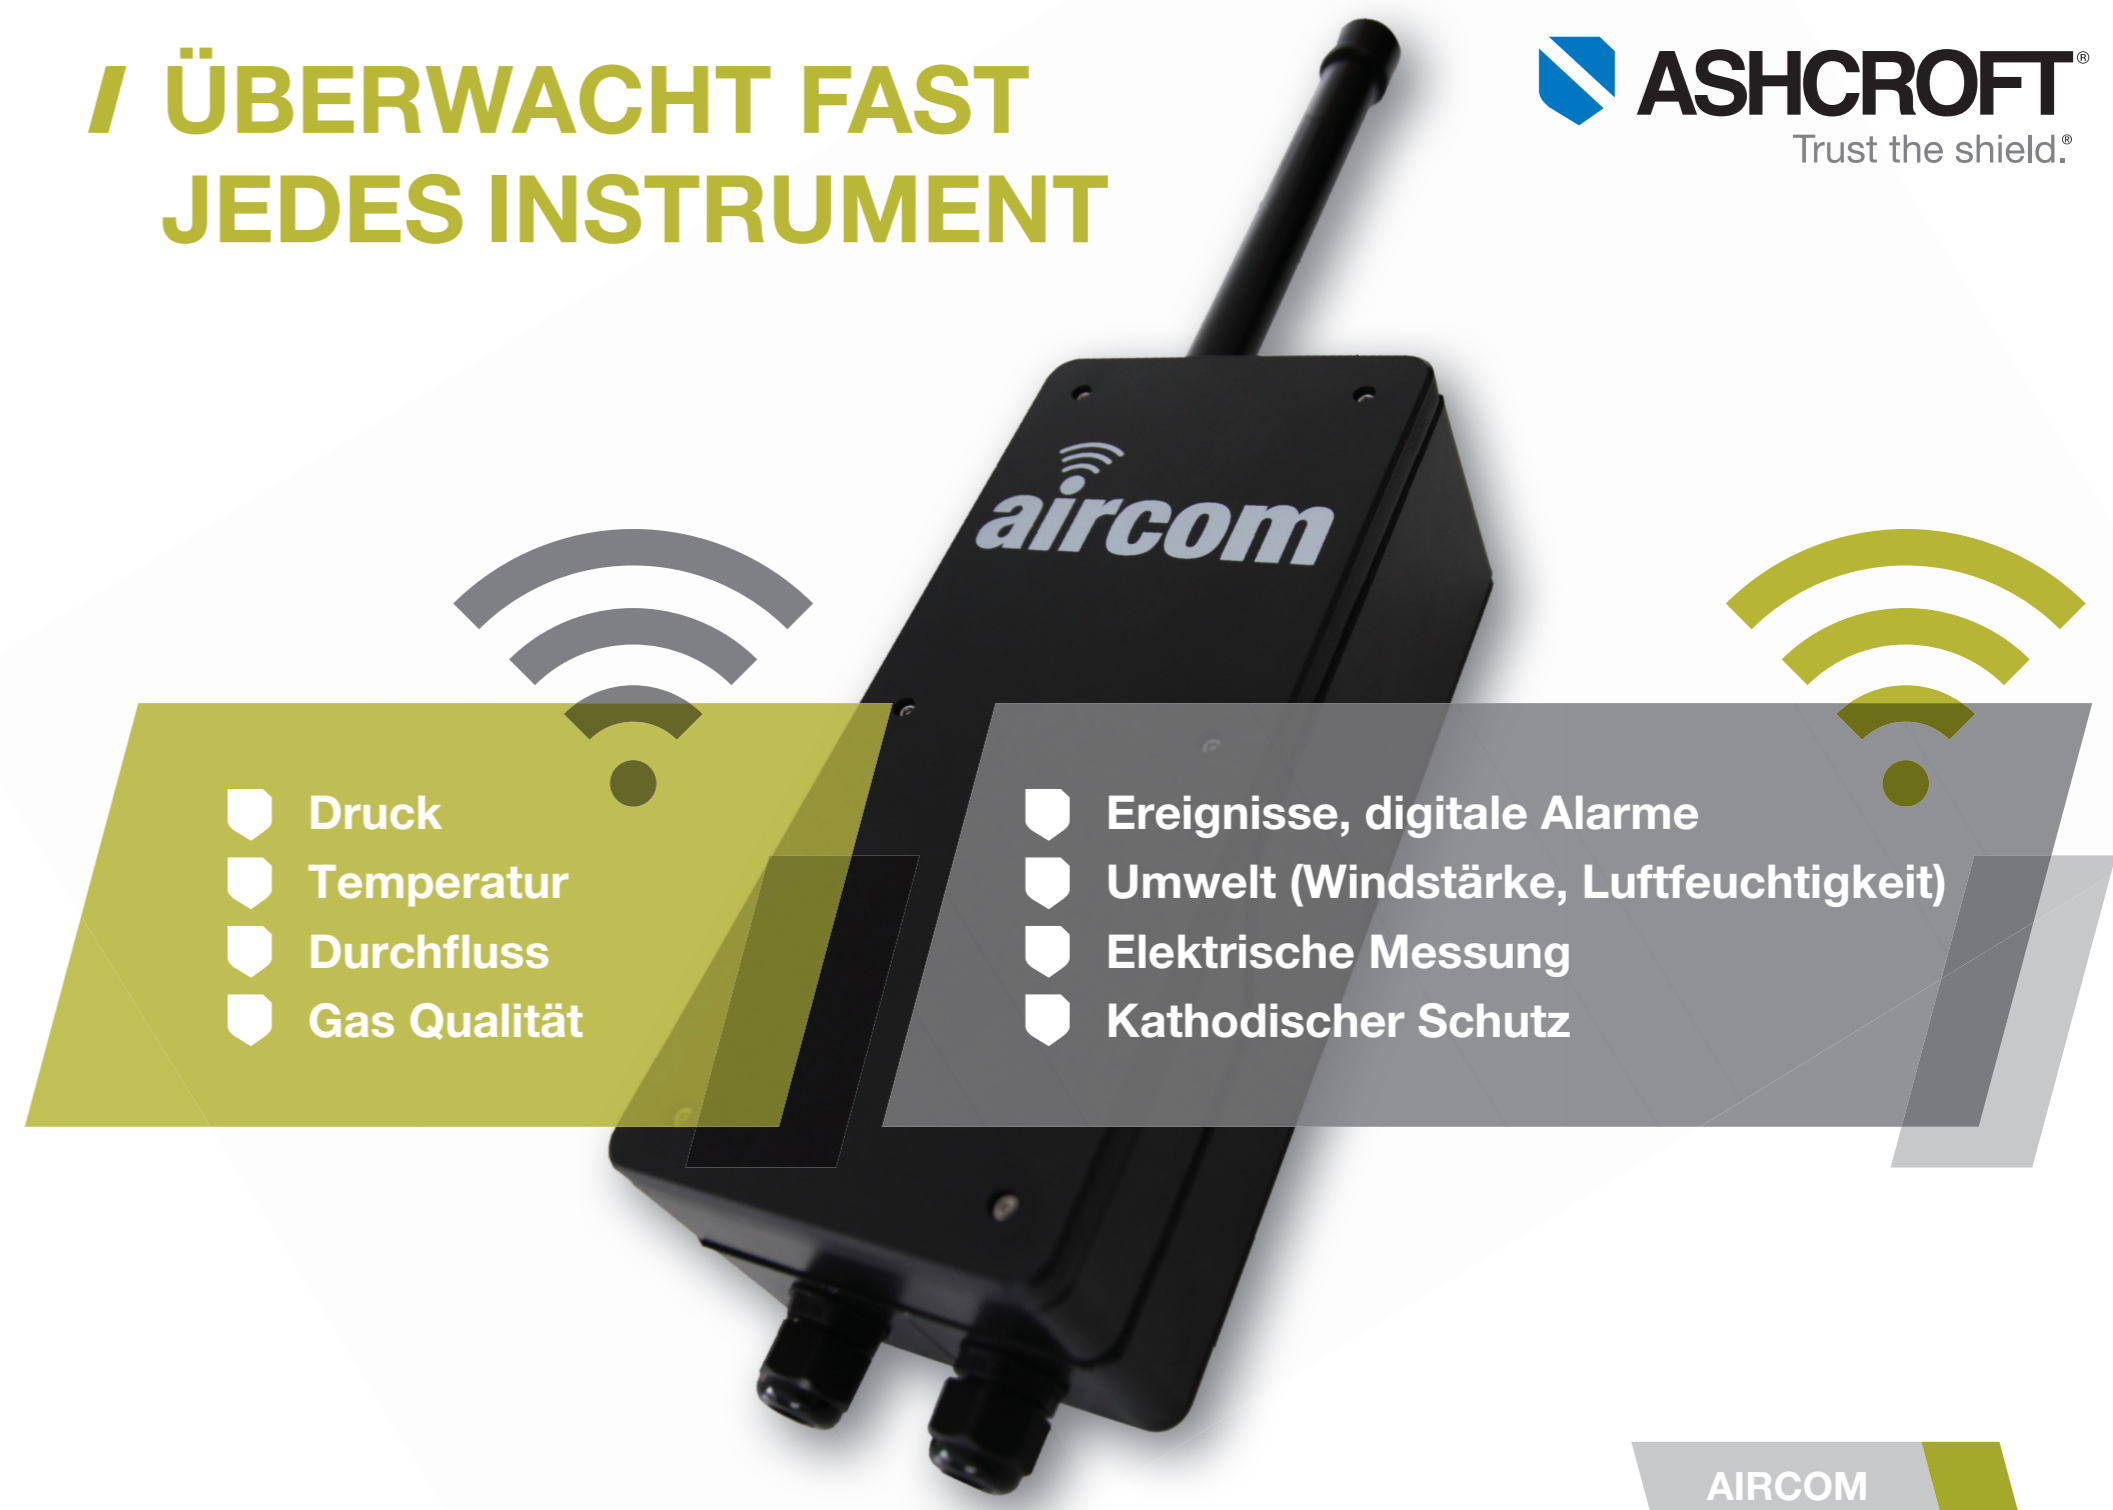 ÜBERWACHT FAST
JEDES INSTRUMENT
ASHCROFT®
Trust the shield.®
aircom
Druck
Temperatur
Durchfluss
Gas Qualität
Ereignisse, digitale Alarme
Umwelt (Windstärke, Luftfeuchtigkeit)
Elektrische Messung
Kathodischer Schutz
AIRCOM